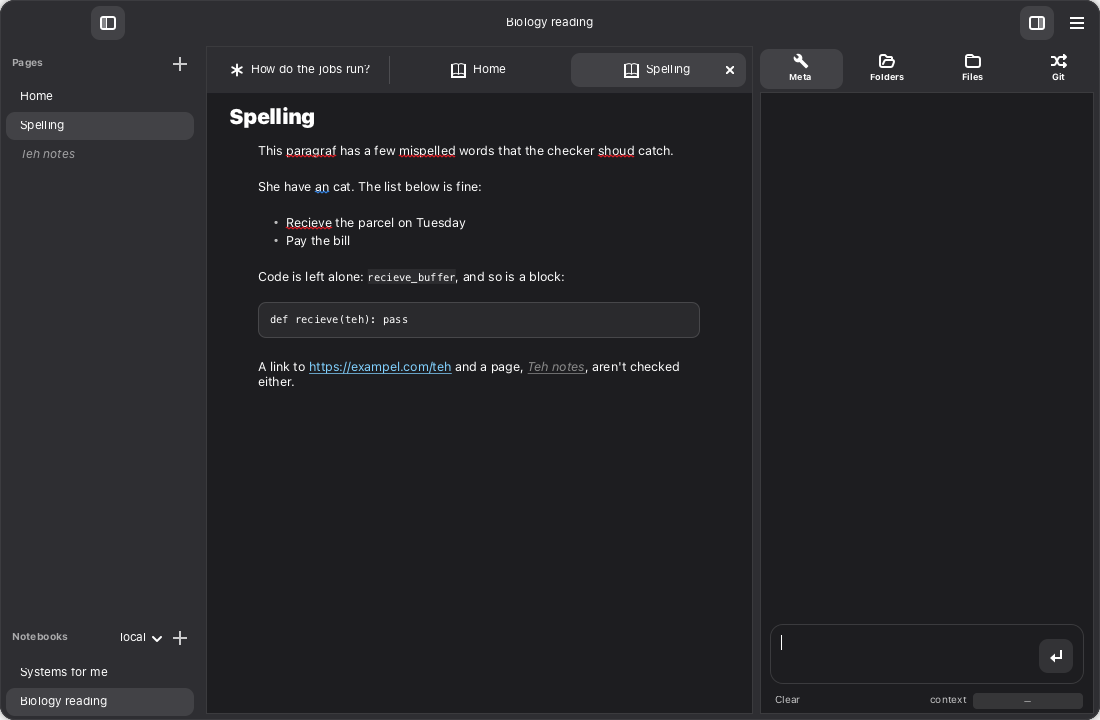 Biology reading
Pages
Home
Spelling
Teh notes
Notebooks
local
Systems for me
Biology reading
How do the jobs run?
Home
Spelling
Spelling
This paragraf has a few mispelled words that the checker shoud catch.
She have an cat. The list below is fine:
• Recieve the parcel on Tuesday
• Pay the bill
Code is left alone: recieve_buffer, and so is a block:
def recieve(teh): pass
A link to https://exampel.com/teh and a page, Teh notes, aren't checked
either.
Meta
Folders
Files
Git
Clear
context
—